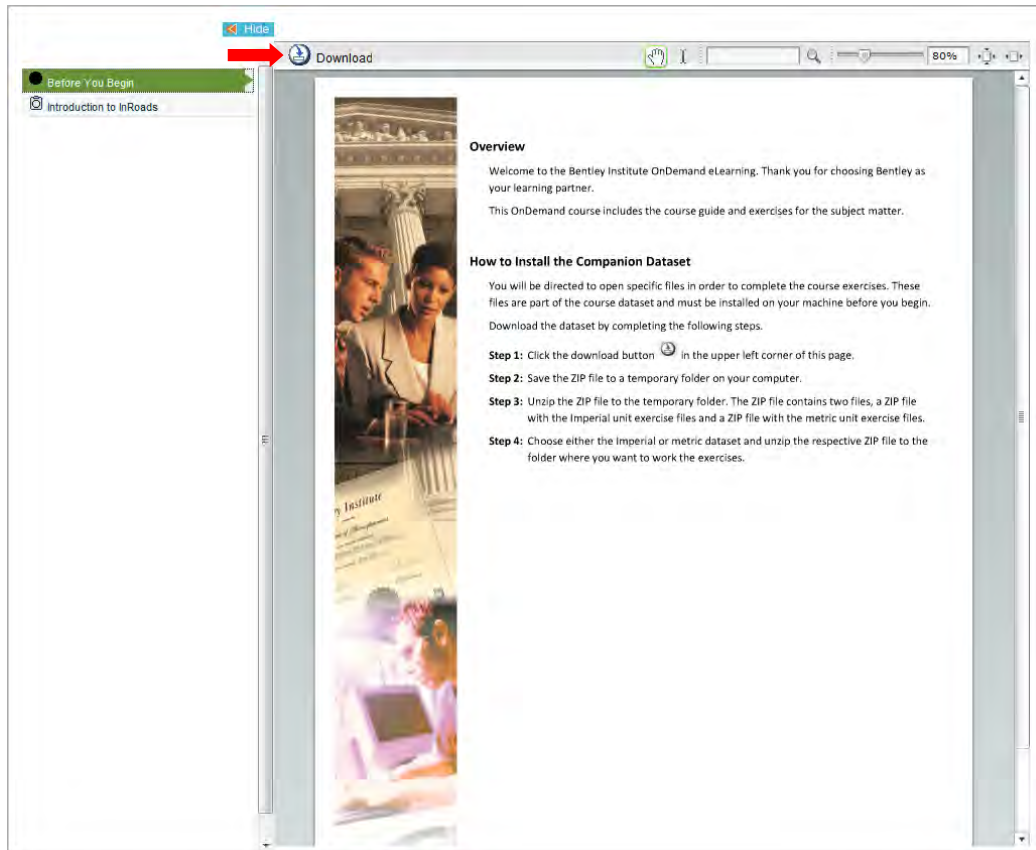 Hide
Download
80%
Before You Begin
Introduction to InRoads
Overview
Welcome to the Bentley Institute OnDemand eLearning. Thank you for choosing Bentley as
your learning partner.
This OnDemand course includes the course guide and exercises for the subject matter.
How to Install the Companion Dataset
You will be directed to open specific files in order to complete the course exercises. These
files are part of the course dataset and must be installed on your machine before you begin.
Download the dataset by completing the following steps.
Step 1: Click the download button in the upper left corner of this page.
Step 2: Save the ZIP file to a temporary folder on your computer.
Step 3: Unzip the ZIP file to the temporary folder. The ZIP file contains two files, a ZIP file
with the Imperial unit exercise files and a ZIP file with the metric unit exercise files.
Step 4: Choose either the Imperial or metric dataset and unzip the respective ZIP file to the
folder where you want to work the exercises.
Institute